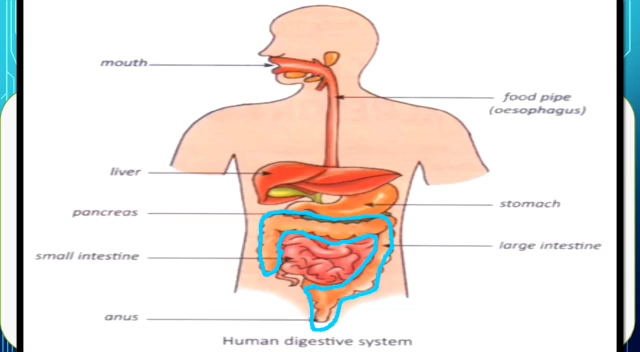 mouth
food pipe
(oesophagus)
liver
stomach
pancreas
large intestine
small intestine
anus
Human digestive system